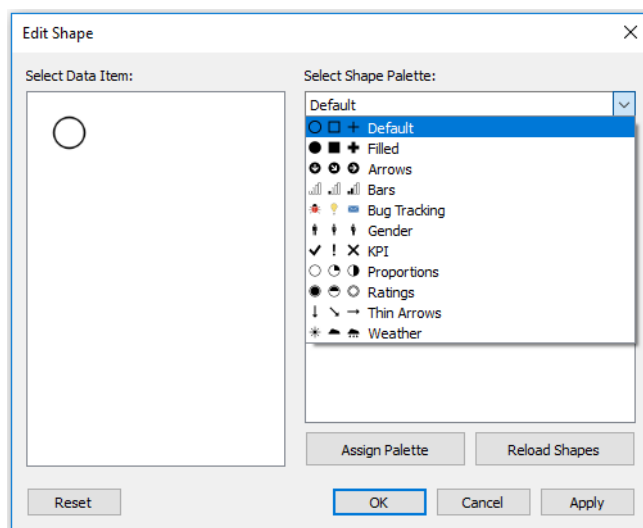 Edit Shape
Select Data Item:
Select Shape Palette:
Default
Default
Filled
Arrows
Bars
Bug Tracking
Gender
KPI
Proportions
Ratings
Thin Arrows
Weather
Assign Palette
Reload Shapes
Reset
OK
Cancel
Apply